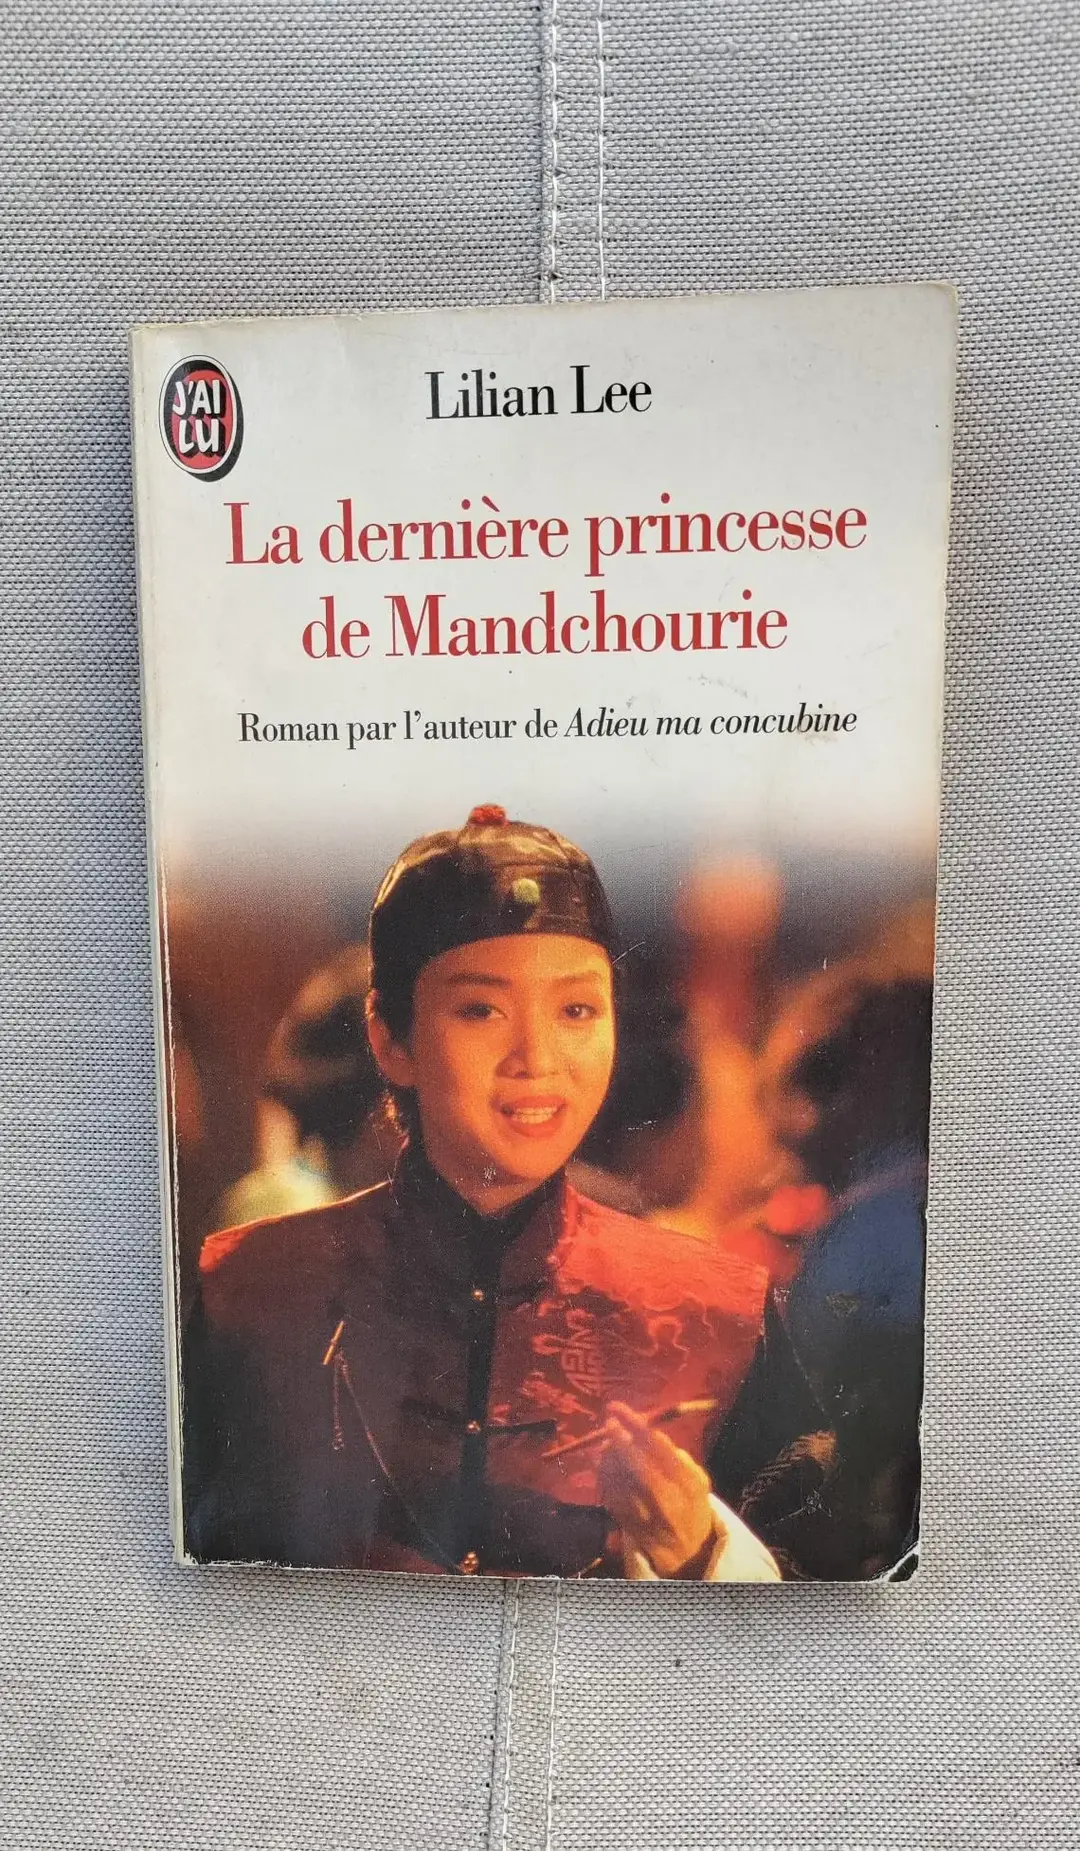 J'AI
LU
Lilian Lee
La dernière princesse
de Mandchourie
Roman par l'auteur de Adieu ma concubine